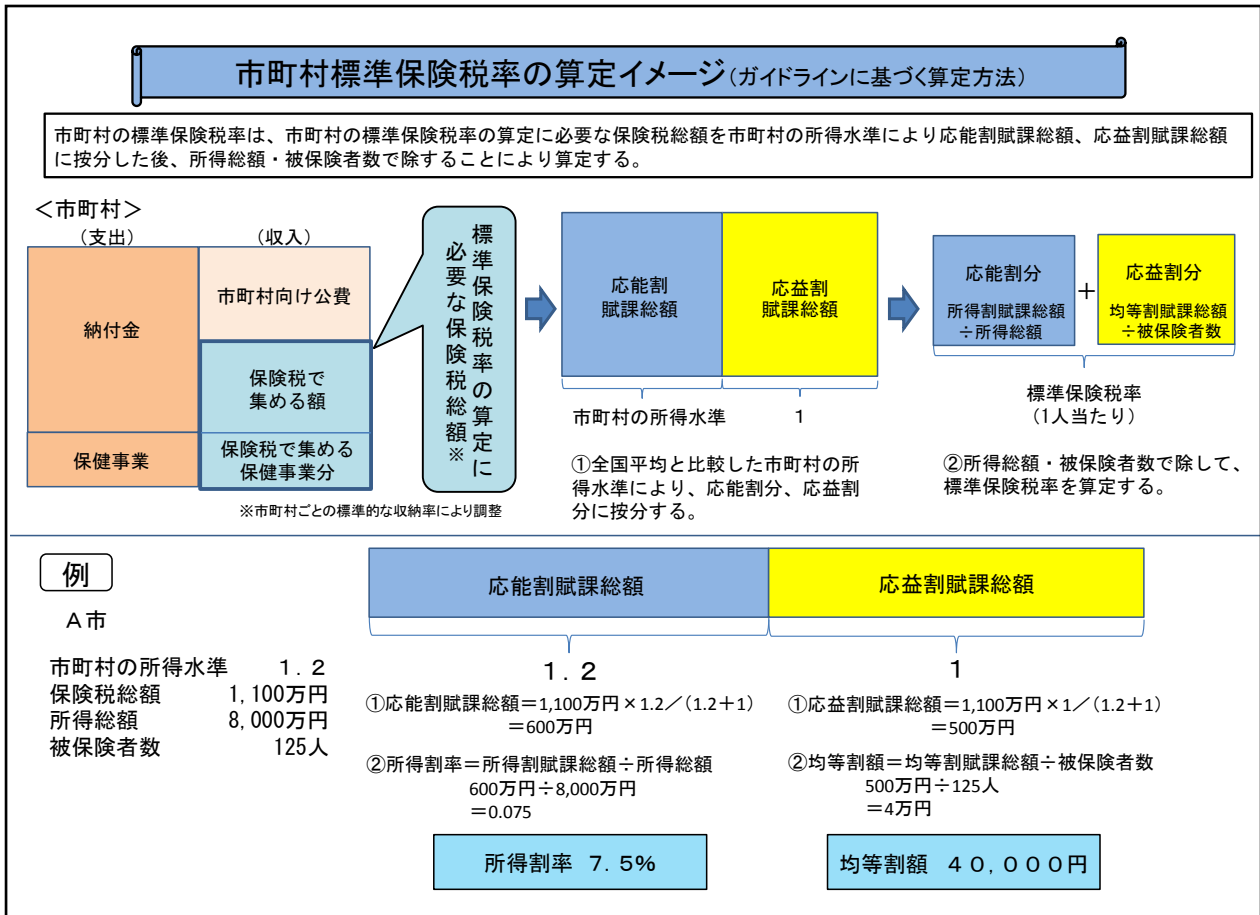 市町村標準保険税率の算定イメージ(ガイドラインに基づく算定方法)
市町村の標準保険税率は、市町村の標準保険税率の算定に必要な保険税総額を市町村の所得水準により応能割賦課総額、応益割賦課総額
に按分した後、所得総額・被保険者数で除することにより算定する。
＜市町村＞
(支出)
(収入)
納付金
保健事業
市町村向け公費
保険税で
集める額
保険税で集める
保健事業分
標準保険税率の算定に
必要な保険税総額※
※市町村ごとの標準的な収納率により調整
応能割
賦課総額
応益割
賦課総額
市町村の所得水準
1
①全国平均と比較した市町村の所
得水準により、応能割分、応益割
分に按分する。
応能割分
所得割賦課総額
÷所得総額
＋
応益割分
均等割賦課総額
÷被保険者数
標準保険税率
(1人当たり)
②所得総額・被保険者数で除して、
標準保険税率を算定する。
例
A市
市町村の所得水準 1.2
保険税総額 1,100万円
所得総額 8,000万円
被保険者数 125人
応能割賦課総額
応益割賦課総額
1.2
1
①応能割賦課総額＝1,100万円×1.2／(1.2＋1)
＝600万円
②所得割率＝所得割賦課総額÷所得総額
600万円÷8,000万円
＝0.075
所得割率 7.5%
①応益割賦課総額＝1,100万円×1／(1.2＋1)
＝500万円
②均等割額＝均等割賦課総額÷被保険者数
500万円÷125人
＝4万円
均等割額 40,000円